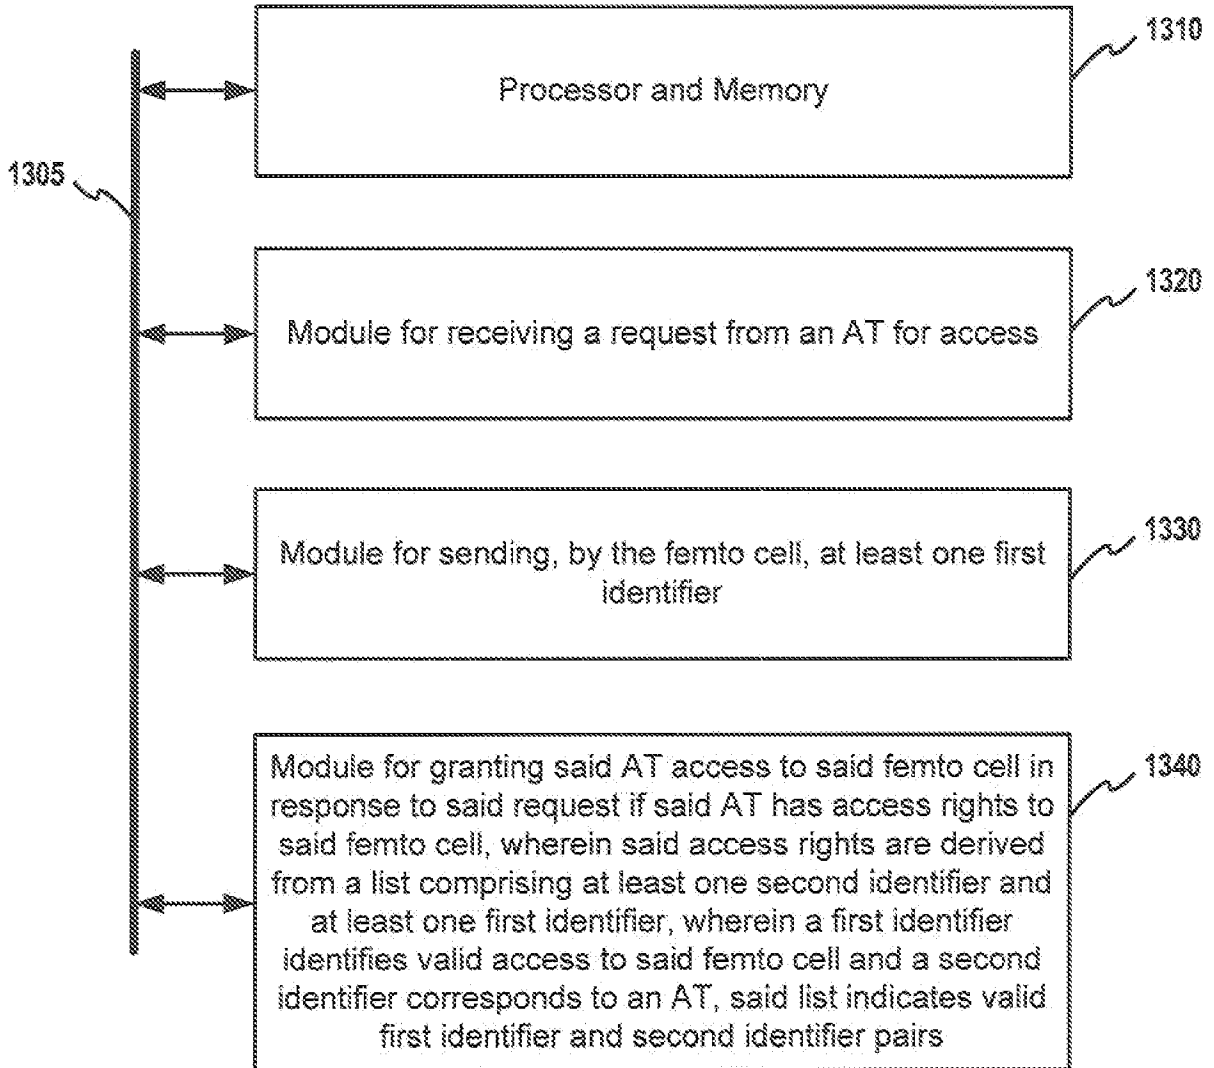 1310
Processor and Memory
1305
1320
Module for receiving a request from an AT for access
1330
Module for sending, by the femto cell, at least one first
identifier
1340
Module for granting said AT access to said femto cell in
response to said request if said AT has access rights to
said femto cell, wherein said access rights are derived
from a list comprising at least one second identifier and
at least one first identifier, wherein a first identifier
identifies valid access to said femto cell and a second
identifier corresponds to an AT, said list indicates valid
first identifier and second identifier pairs